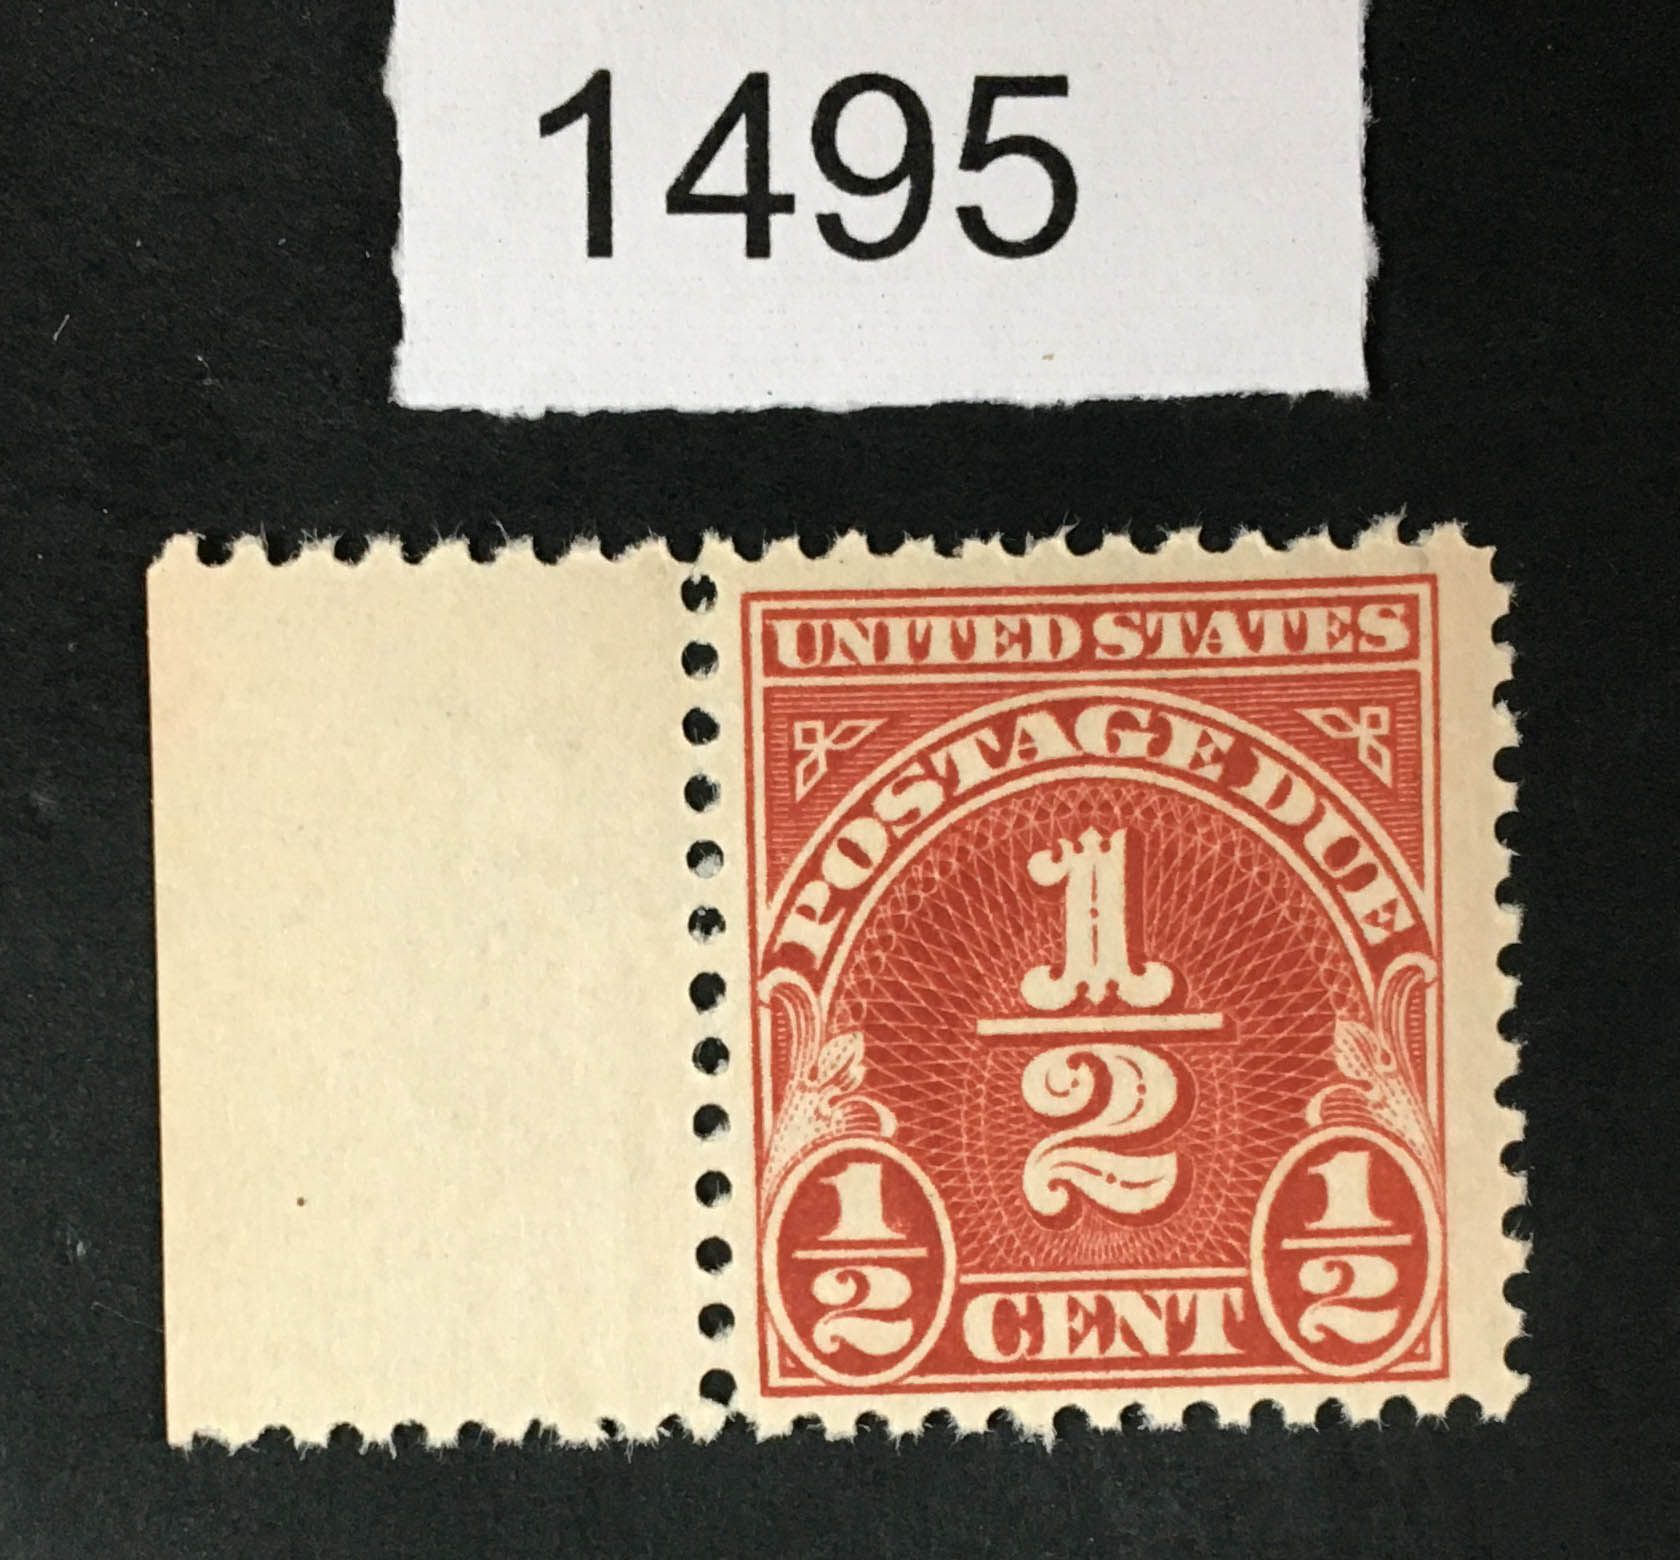 1495
UNITED STATES
POSTAGE DUE
1/2
1/2
CENT
1/2